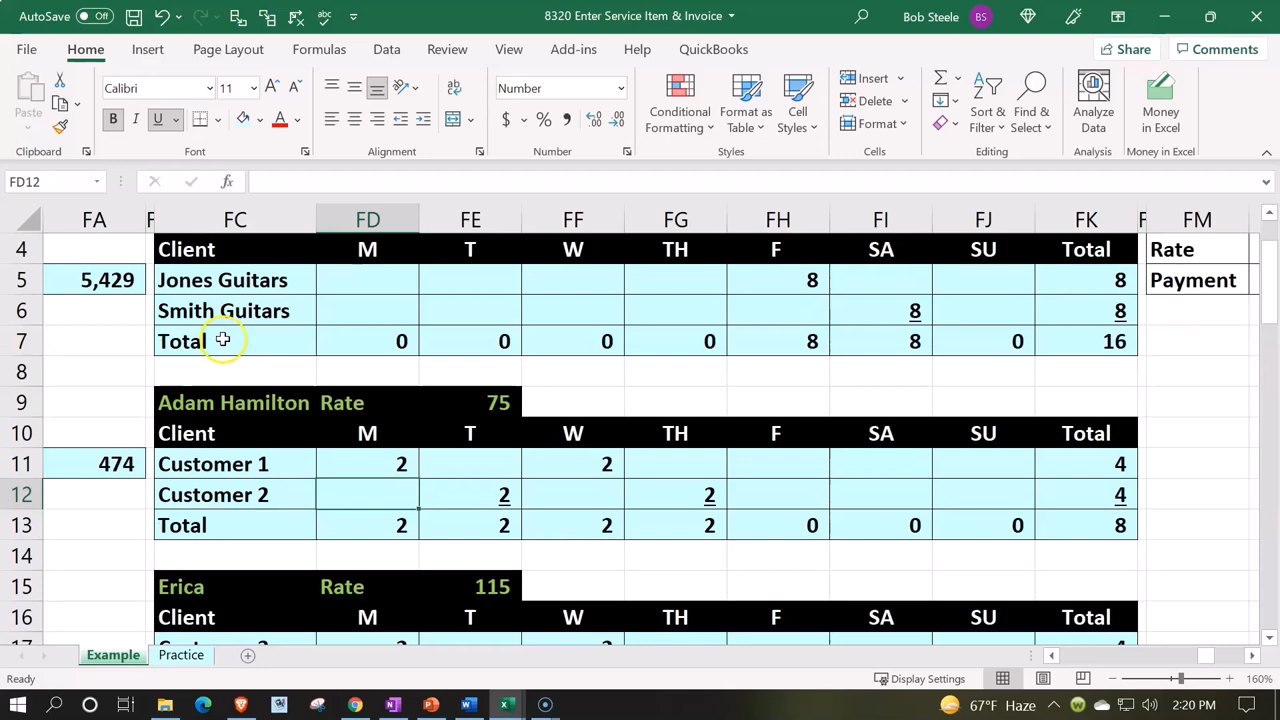 AutoSave Off 8320 Enter Service Item & Invoice Bob Steele BS
File Home Insert Page Layout Formulas Data Review View Add-ins Help QuickBooks Share Comments
Paste Calibri 11 Number Conditional Formatting Format as Table Cell Styles Insert Delete Format Sort & Filter Find & Select Analyze Data Money in Excel
Clipboard Font Alignment Number Styles Cells Editing Analysis Money in Excel
FD12 fx
FA F FC FD FE FF FG FH FI FJ FK F FM
4 Client M T W TH F SA SU Total Rate
5 5,429 Jones Guitars 8 8 Payment
6 Smith Guitars 8 8
7 Total 0 0 0 0 8 8 0 16
8
9 Adam Hamilton Rate 75
10 Client M T W TH F SA SU Total
11 474 Customer 1 2 2 4
12 Customer 2 2 2 4
13 Total 2 2 2 2 0 0 0 8
14
15 Erica Rate 115
16 Client M T W TH F SA SU Total
Example Practice
Ready Display Settings 160%
67°F Haze 2:20 PM